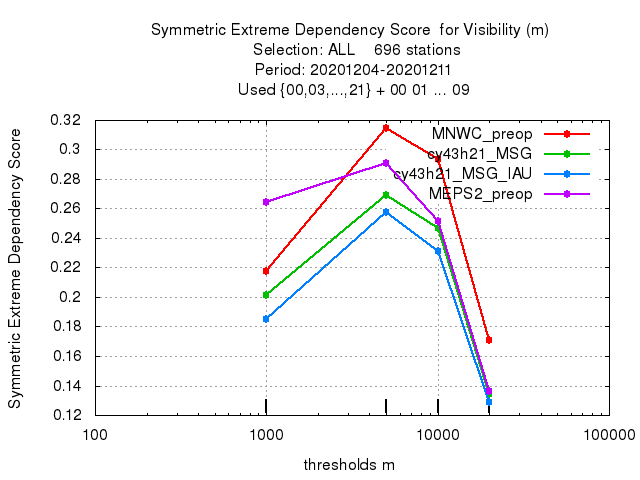 Symmetric Extreme Dependency Score for Visibility (m)
Selection: ALL 696 stations
Period: 20201204-20201211
Used {00,03,...,21} + 00 01 ... 09
Symmetric Extreme Dependency Score
0.32
0.3
0.28
0.26
0.24
0.22
0.2
0.18
0.16
0.14
0.12
MNWC_preop
cy43h21_MSG
cy43h21_MSG_IAU
MEPS2_preop
100 1000 10000 100000
thresholds m